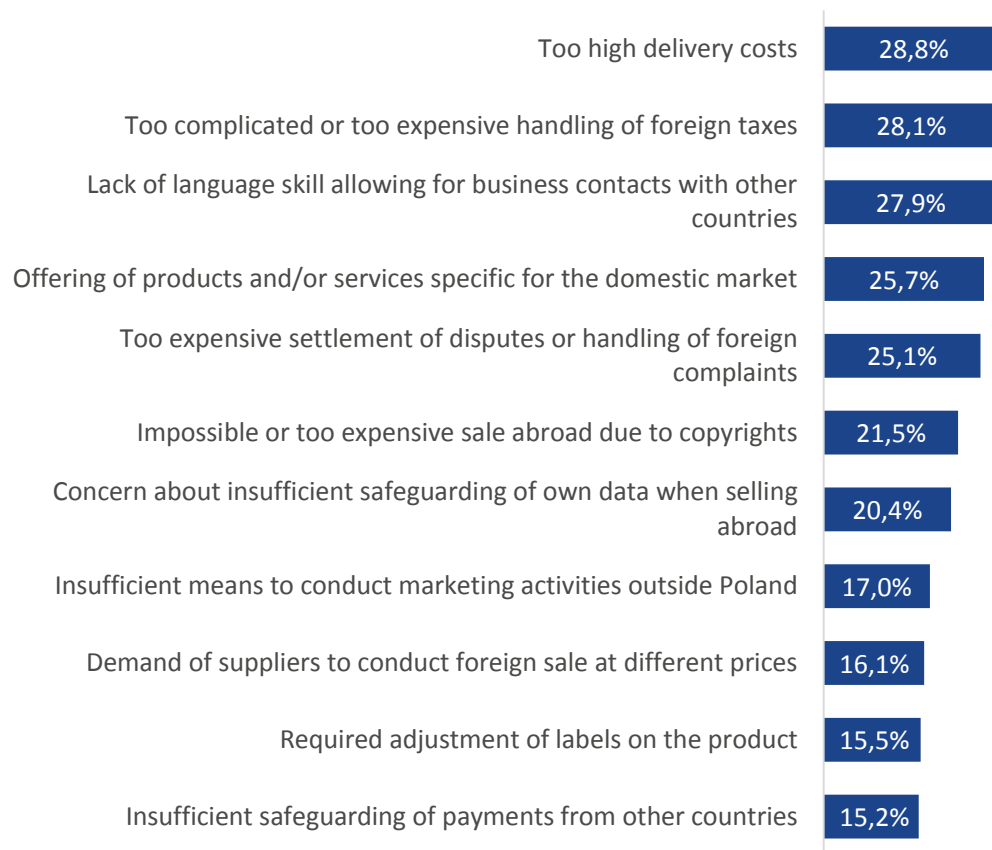 Too high delivery costs
28,8%
Too complicated or too expensive handling of foreign taxes
28,1%
Lack of language skill allowing for business contacts with other
countries
27,9%
Offering of products and/or services specific for the domestic market
25,7%
Too expensive settlement of disputes or handling of foreign
complaints
25,1%
Impossible or too expensive sale abroad due to copyrights
21,5%
Concern about insufficient safeguarding of own data when selling
abroad
20,4%
Insufficient means to conduct marketing activities outside Poland
17,0%
Demand of suppliers to conduct foreign sale at different prices
16,1%
Required adjustment of labels on the product
15,5%
Insufficient safeguarding of payments from other countries
15,2%